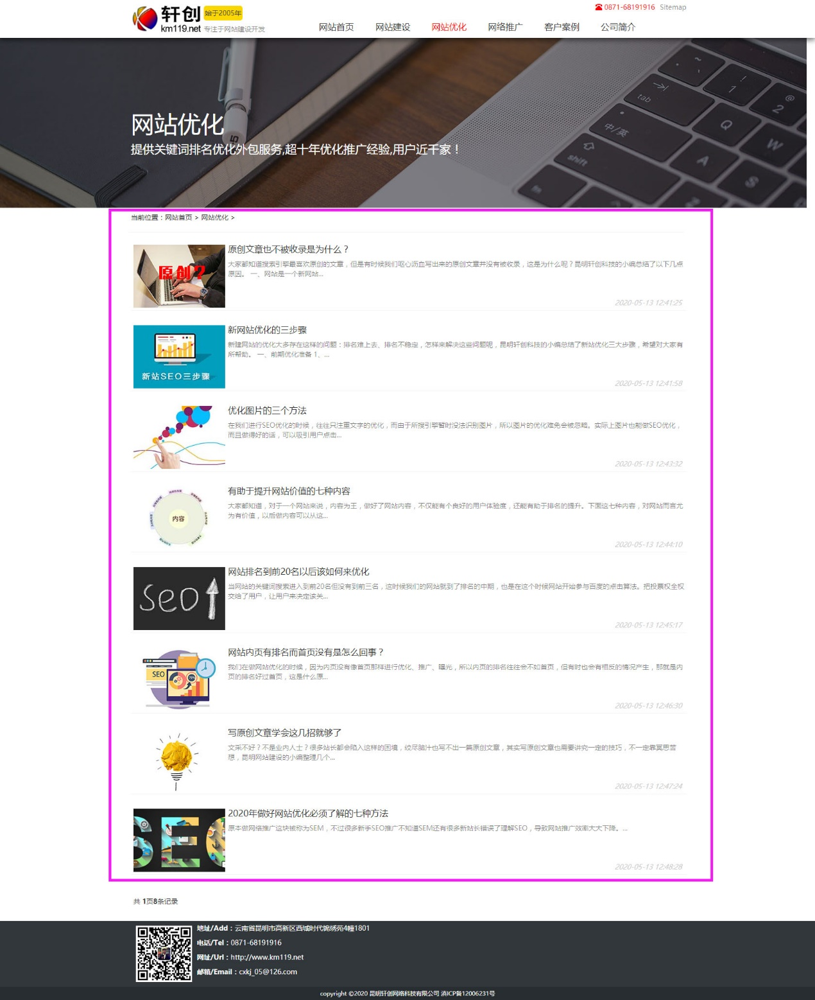 轩创
始于2005年
km119.net 专注于网站建设开发
0871-68191916 Sitemap
网站首页 网站建设 网站优化 网络推广 客户案例 公司简介
网站优化
提供关键词排名优化外包服务,超十年优化推广经验,用户近千家！
当前位置：网站首页 > 网站优化 >
原创？
原创文章也不被收录是为什么？
大家都知道搜索引擎最喜欢原创的文章，但是有时候我们呕心沥血写出来的原创文章并没有被收录，这是为什么呢？昆明轩创科技的小编总结了以下几点
原因。 一、网站是一个新网站...
2020-05-13 12:41:25
新站SEO三步骤
新网站优化的三步骤
新建网站的优化大多存在这样的问题：排名难上去、排名不稳定，怎样来解决这些问题呢，昆明轩创科技的小编总结了新站优化三大步骤，希望对大家有
所帮助。 一、前期优化准备 1、...
2020-05-13 12:41:58
优化图片的三个方法
在我们进行SEO优化的时候，往往只注重文字的优化，而由于所搜引擎暂时没法识别图片，所以图片的优化难免会被忽略。实际上图片也能做SEO优化，
而且做得好的话，可以吸引用户点击...
2020-05-13 12:43:32
内容
有助于提升网站价值的七种内容
大家都知道，对于一个网站来说，内容为王，做好了网站内容，不仅能有个良好的用户体验度，还能有助于排名的提升。下面这七种内容，对网站而言尤
为有价值，以后做内容可以从这...
2020-05-13 12:44:10
seo
网站排名到前20名以后该如何来优化
当网站的关键词搜索进入到前20名但没有到前三名，这时候我们的网站就到了排名的中期，也是在这个时候网站开始参与百度的点击算法。把投票权全权
交给了用户，让用户来决定该关...
2020-05-13 12:45:17
SEO
70%
网站内页有排名而首页没有是怎么回事？
我们在做网站优化的时候，因为内页没有像首页那样进行优化、推广、曝光，所以内页的排名往往会不如首页，但有时也会有相反的情况产生，那就是内
页的排名好过首页，这是什么原...
2020-05-13 12:46:30
写原创文章学会这几招就够了
文采不好？不是业内人士？很多站长都会陷入这样的困境，绞尽脑汁也写不出一篇原创文章，其实写原创文章也需要讲究一定的技巧，不一定靠冥思苦
想，昆明网站建设的小编整理几个...
2020-05-13 12:47:24
SEO
2020年做好网站优化必须了解的七种方法
原本做网络推广这块被称为SEM，不过很多新手SEO推广不知道SEM还有很多新站长错误了理解SEO，导致网站推广效率大大下降。...
2020-05-13 12:48:28
共 1页8条记录
地址/Add：云南省昆明市高新区西城时代锦绣苑4幢1801
电话/Tel：0871-68191916
网址/Url：http://www.km119.net
邮箱/Email：cxkj_05@126.com
copyright ©2020 昆明轩创网络科技有限公司 滇ICP备12006231号